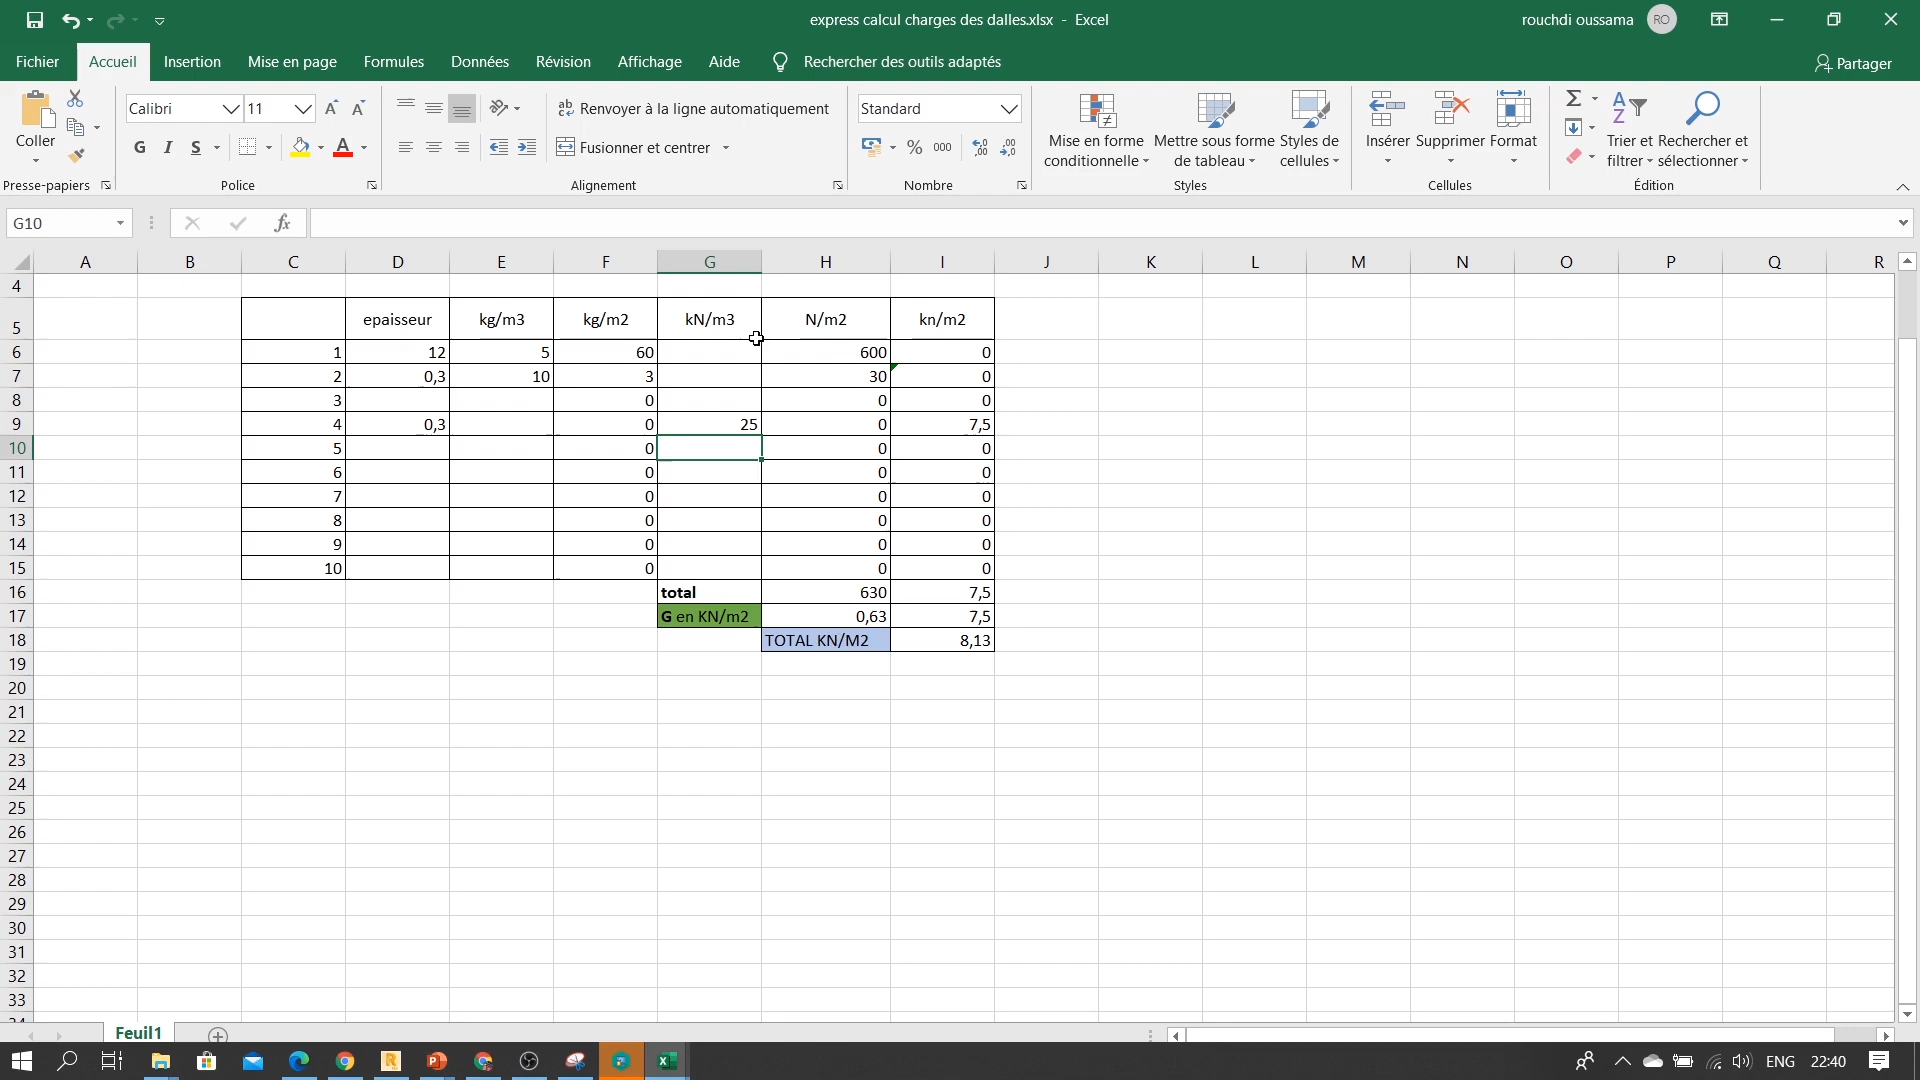 express calcul charges des dalles.xlsx - Excel
rouchdi oussama RO
Fichier Accueil Insertion Mise en page Formules Données Révision Affichage Aide Rechercher des outils adaptés Partager
Coller
Presse-papiers
Calibri 11
G I S
Police
Renvoyer à la ligne automatiquement
Fusionner et centrer
Alignement
Standard
% 000
Nombre
Mise en forme conditionnelle
Mettre sous forme de tableau
Styles de cellules
Styles
Insérer Supprimer Format
Cellules
Trier et filtrer
Rechercher et sélectionner
Édition
G10 fx
A B C D E F G H I J K L M N O P Q R
4
5 epaisseur kg/m3 kg/m2 kN/m3 N/m2 kn/m2
6 1 12 5 60 600 0
7 2 0,3 10 3 30 0
8 3 0 0 0
9 4 0,3 0 25 0 7,5
10 5 0 0 0
11 6 0 0 0
12 7 0 0 0
13 8 0 0 0
14 9 0 0 0
15 10 0 0 0
16 total 630 7,5
17 G en KN/m2 0,63 7,5
18 TOTAL KN/M2 8,13
19
20
21
22
23
24
25
26
27
28
29
30
31
32
33
Feuil1
ENG 22:40